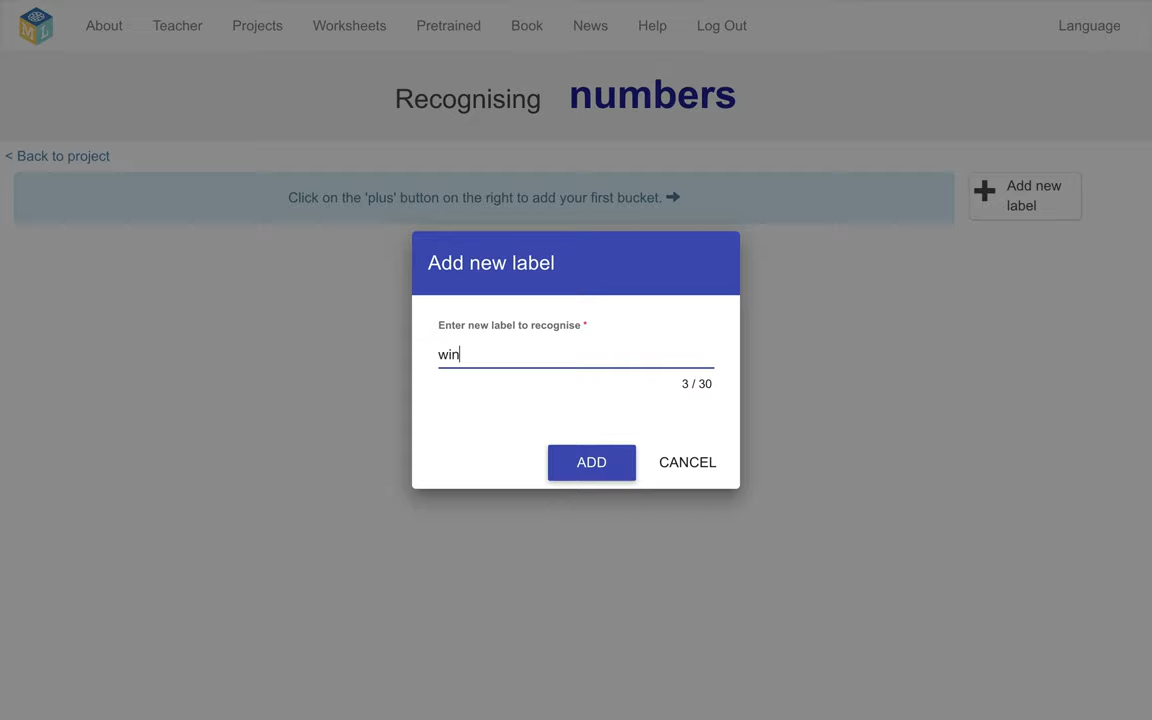 ML
About Teacher Projects Worksheets Pretrained Book News Help Log Out Language
Recognising numbers
< Back to project
Click on the 'plus' button on the right to add your first bucket.
Add new
label
Add new label
Enter new label to recognise *
win
3 / 30
ADD CANCEL